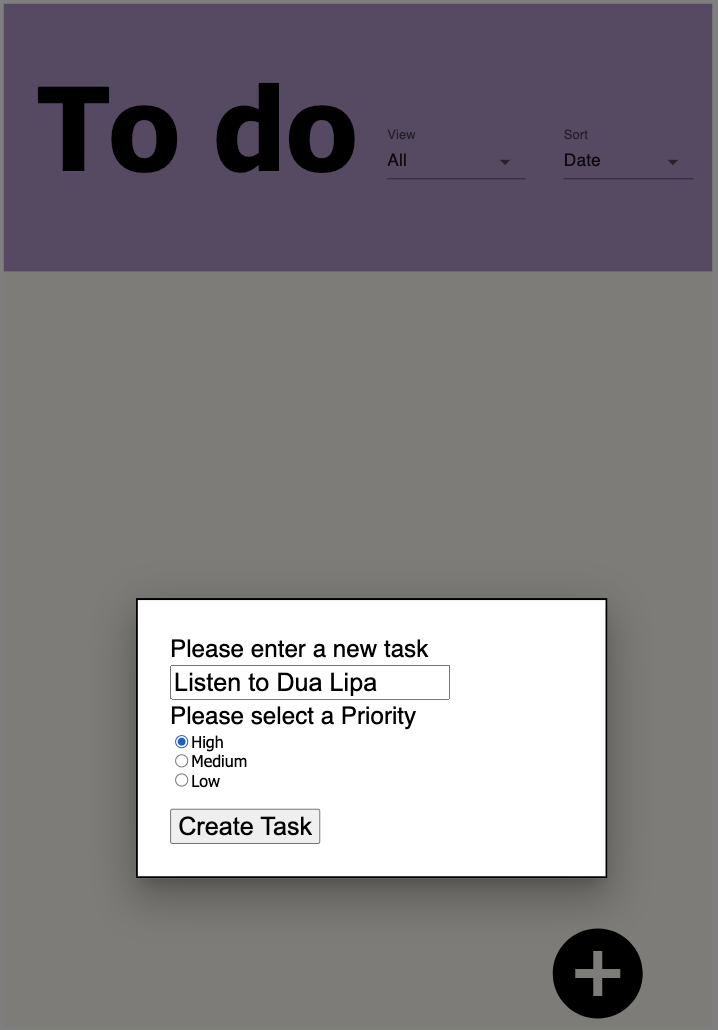 To do
View
Sort
All
Date
Please enter a new task
Listen to Dua Lipa
Please select a Priority
High
Medium
Low
Create Task